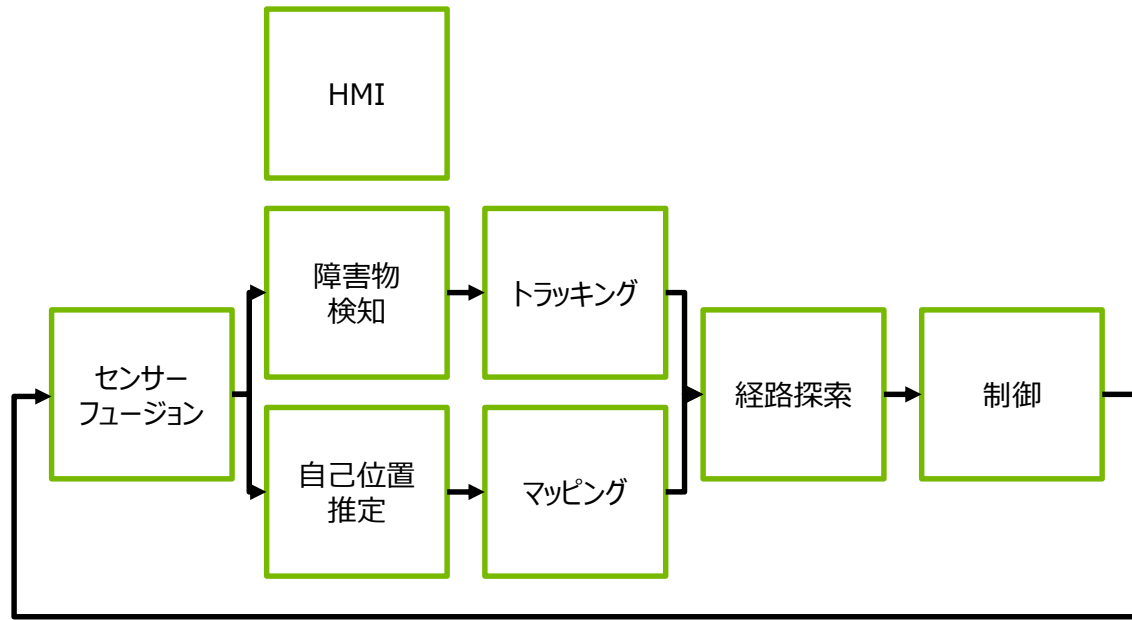 HMI
障害物
検知
トラッキング
センサー
フュージョン
経路探索
制御
自己位置
推定
マッピング